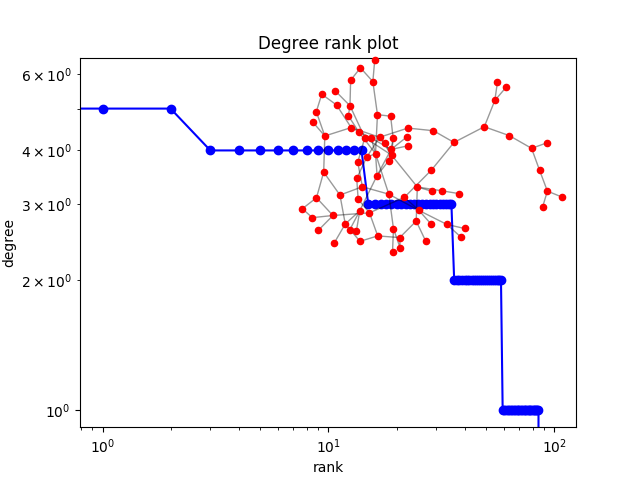 Degree rank plot
6 × 10⁰
4 × 10⁰
3 × 10⁰
2 × 10⁰
10⁰
degree
10⁰
10¹
10²
rank